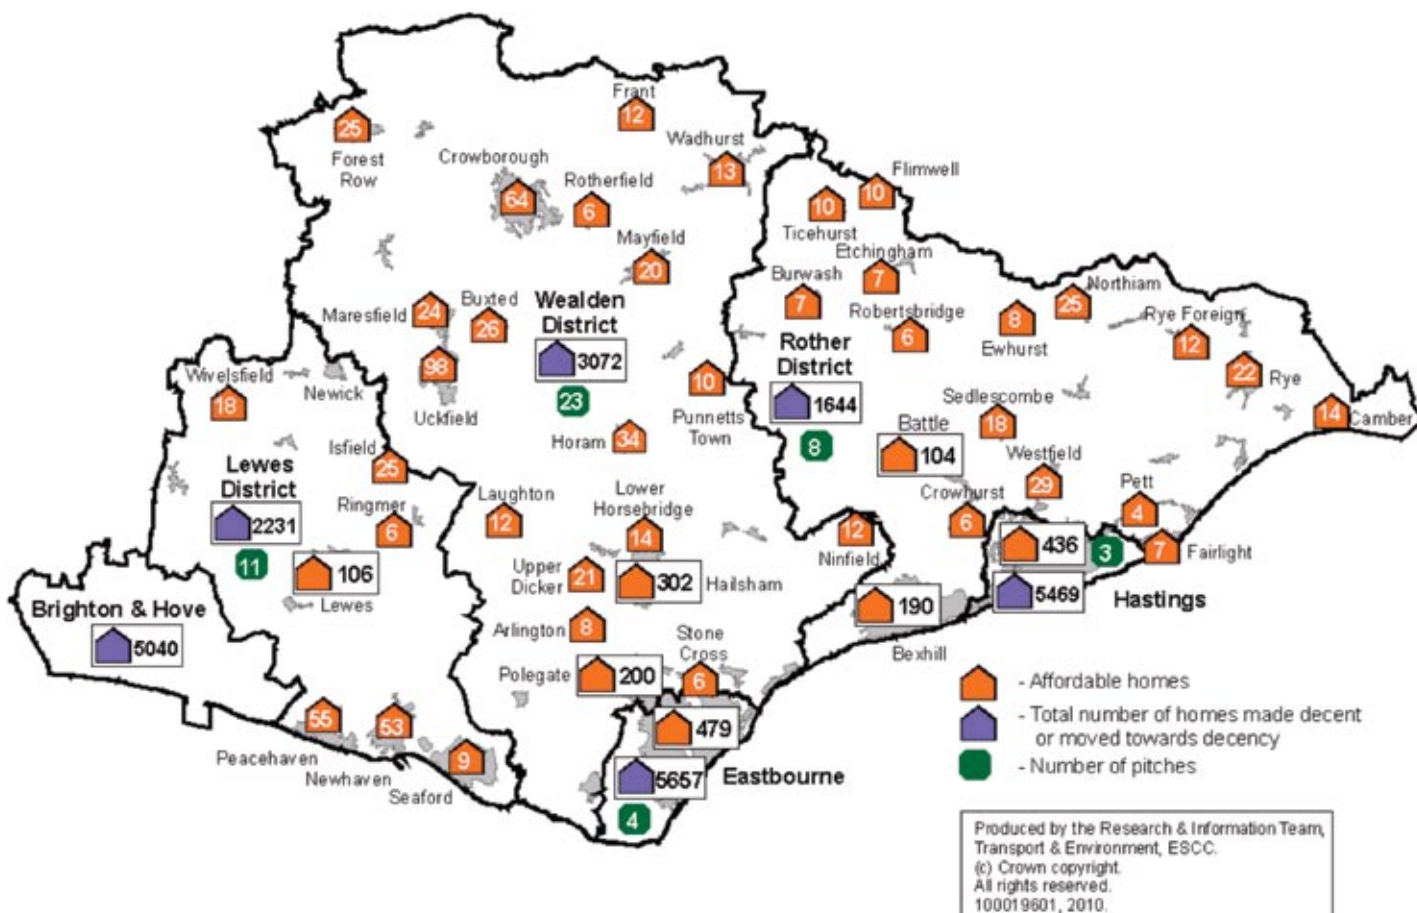 Frant
12
25
Forest
Row
Wadhurst
13
Crowborough
64
Rotherfield
6
Flimwell
10
10
Ticehurst
Mayfield
20
Etchingham
7
Burwash
7
Northiam
25
Maresfield
24
Buxted
26
Wealden
District
3072
23
Robertsbridge
6
8
Ewhurst
Rye Foreign
12
Rother
District
1644
8
98
Uckfield
22
Rye
Newick
Wivelsfield
18
10
Punnetts
Town
14
Camber
Sedlescombe
18
Horam
34
Battle
104
Isfield
25
Westfield
29
Lewes
District
2231
11
Ringmer
6
Laughton
12
Lower
Horsebridge
14
Pett
4
Crowhurst
6
12
Ninfield
436
3
7
Fairlight
5469
Hastings
Upper
Dicker
21
302
Hailsham
106
Lewes
Brighton & Hove
5040
190
Bexhill
Arlington
8
Stone
Cross
6
Polegate
200
479
5657
Eastbourne
4
55
Peacehaven
53
Newhaven
9
Seaford
- Affordable homes
- Total number of homes made decent
or moved towards decency
- Number of pitches
Produced by the Research & Information Team,
Transport & Environment, ESCC.
(c) Crown copyright.
All rights reserved.
100019601, 2010.